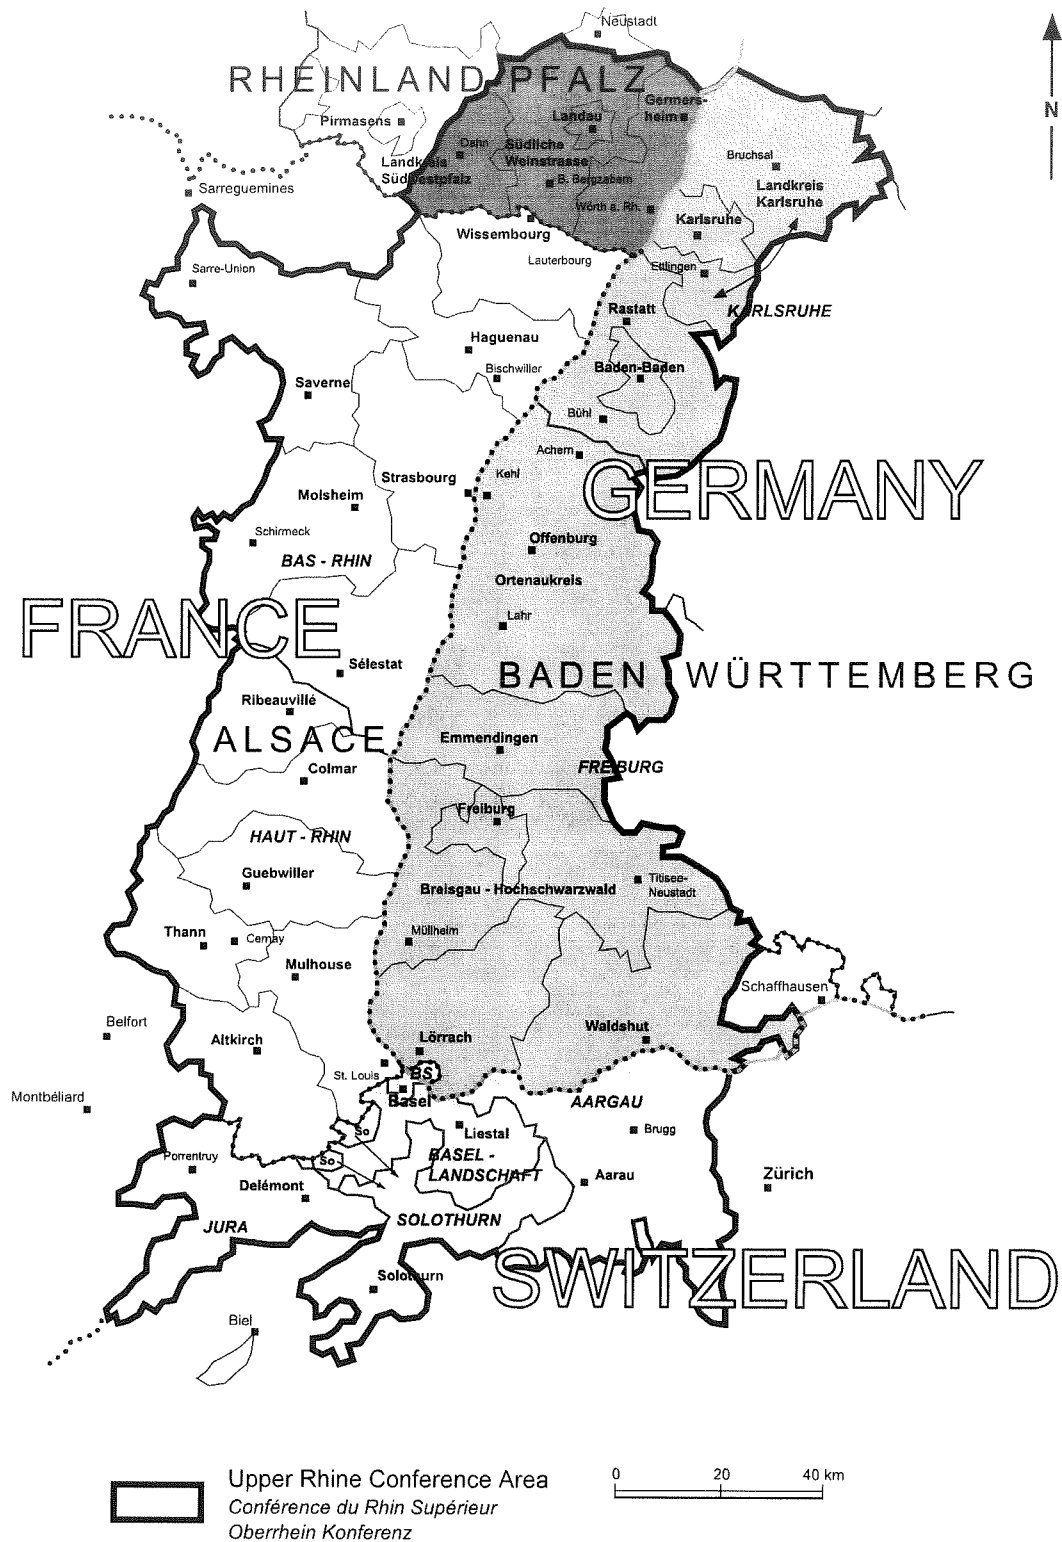 Neustadt
RHEINLAND PFALZ
N
Germers-
heim
Landau
Pirmasens
Dahn
Südliche
Weinstrasse
Landkreis
Südwestpfalz
Bruchsal
Landkreis
Karlsruhe
B. Bergzabern
Sarreguemines
Wörth a. Rh.
Karlsruhe
Wissembourg
Lauterbourg
Ettlingen
Sarre-Union
Rastatt
KARLSRUHE
Haguenau
Bischwiller
Baden-Baden
Saverne
Bühl
Achern
GERMANY
Strasbourg
Kehl
Molsheim
Schirmeck
Offenburg
BAS - RHIN
Ortenaukreis
FRANCE
Lahr
Sélestat
BADEN WÜRTTEMBERG
Ribeauvillé
ALSACE
Emmendingen
Colmar
FREIBURG
Freiburg
HAUT - RHIN
Guebwiller
Breisgau - Hochschwarzwald
Titisee-
Neustadt
Thann
Cernay
Müllheim
Mulhouse
Schaffhausen
Belfort
Altkirch
Lörrach
Waldshut
St. Louis
BS
Basel
Montbéliard
AARGAU
So
Liestal
Brugg
Porrentruy
So
BASEL -
LANDSCHAFT
Aarau
Zürich
Delémont
JURA
SOLOTHURN
Solothurn
SWITZERLAND
Biel
Upper Rhine Conference Area
Conférence du Rhin Supérieur
Oberrhein Konferenz
0 20 40 km